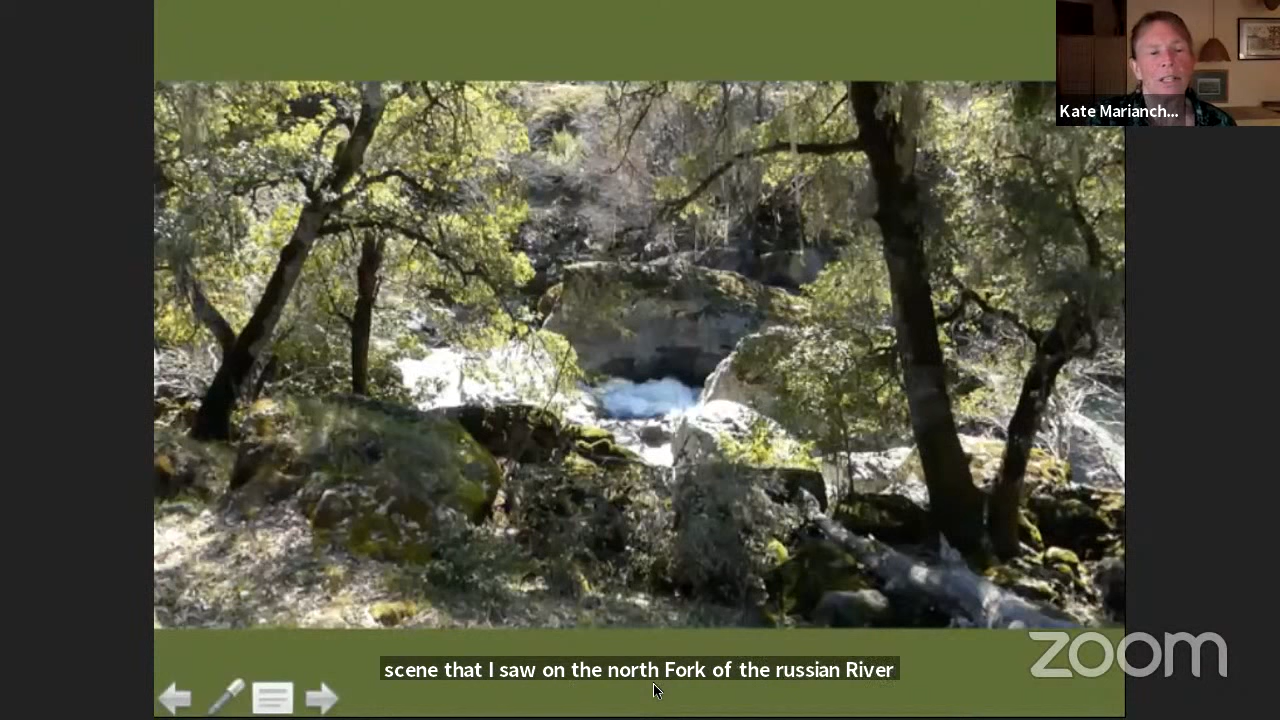 Kate Marianch...
zoom
scene that I saw on the north Fork of the russian River